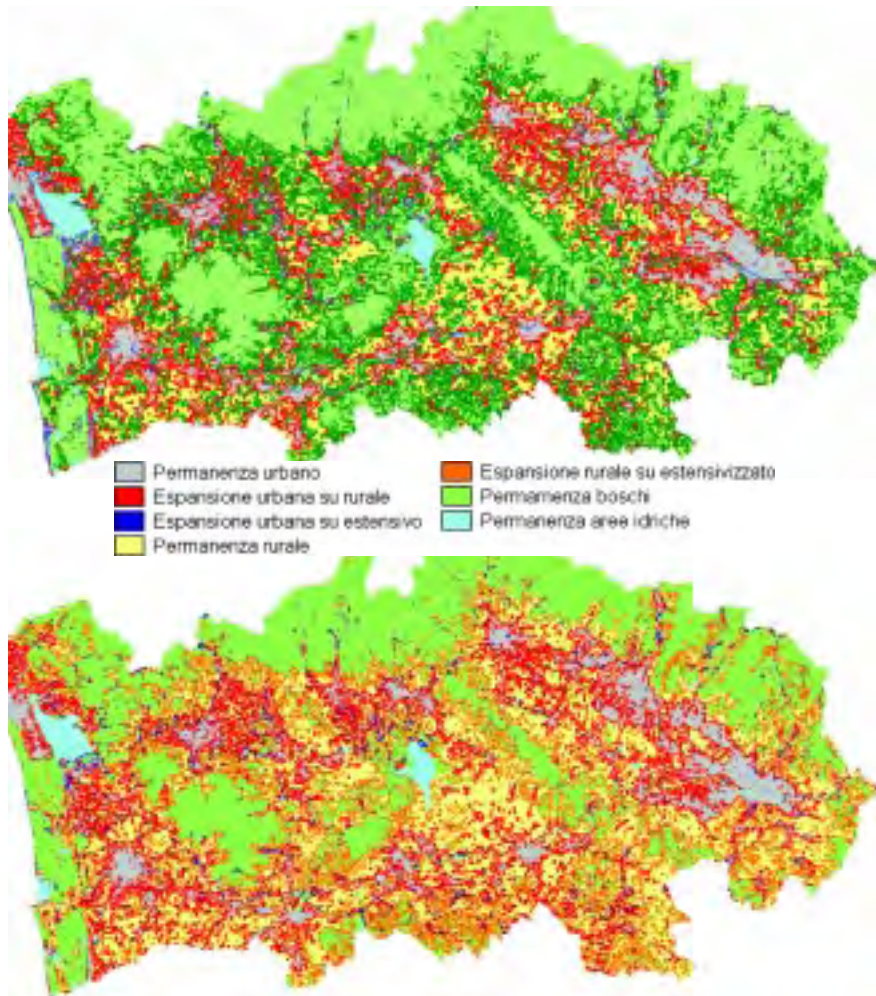 Permanenza urbano
Espansione urbana su rurale
Espansione urbana su estensivo
Permanenza rurale
Espansione rurale su estensivizzato
Permamenza boschi
Permanenza aree idriche